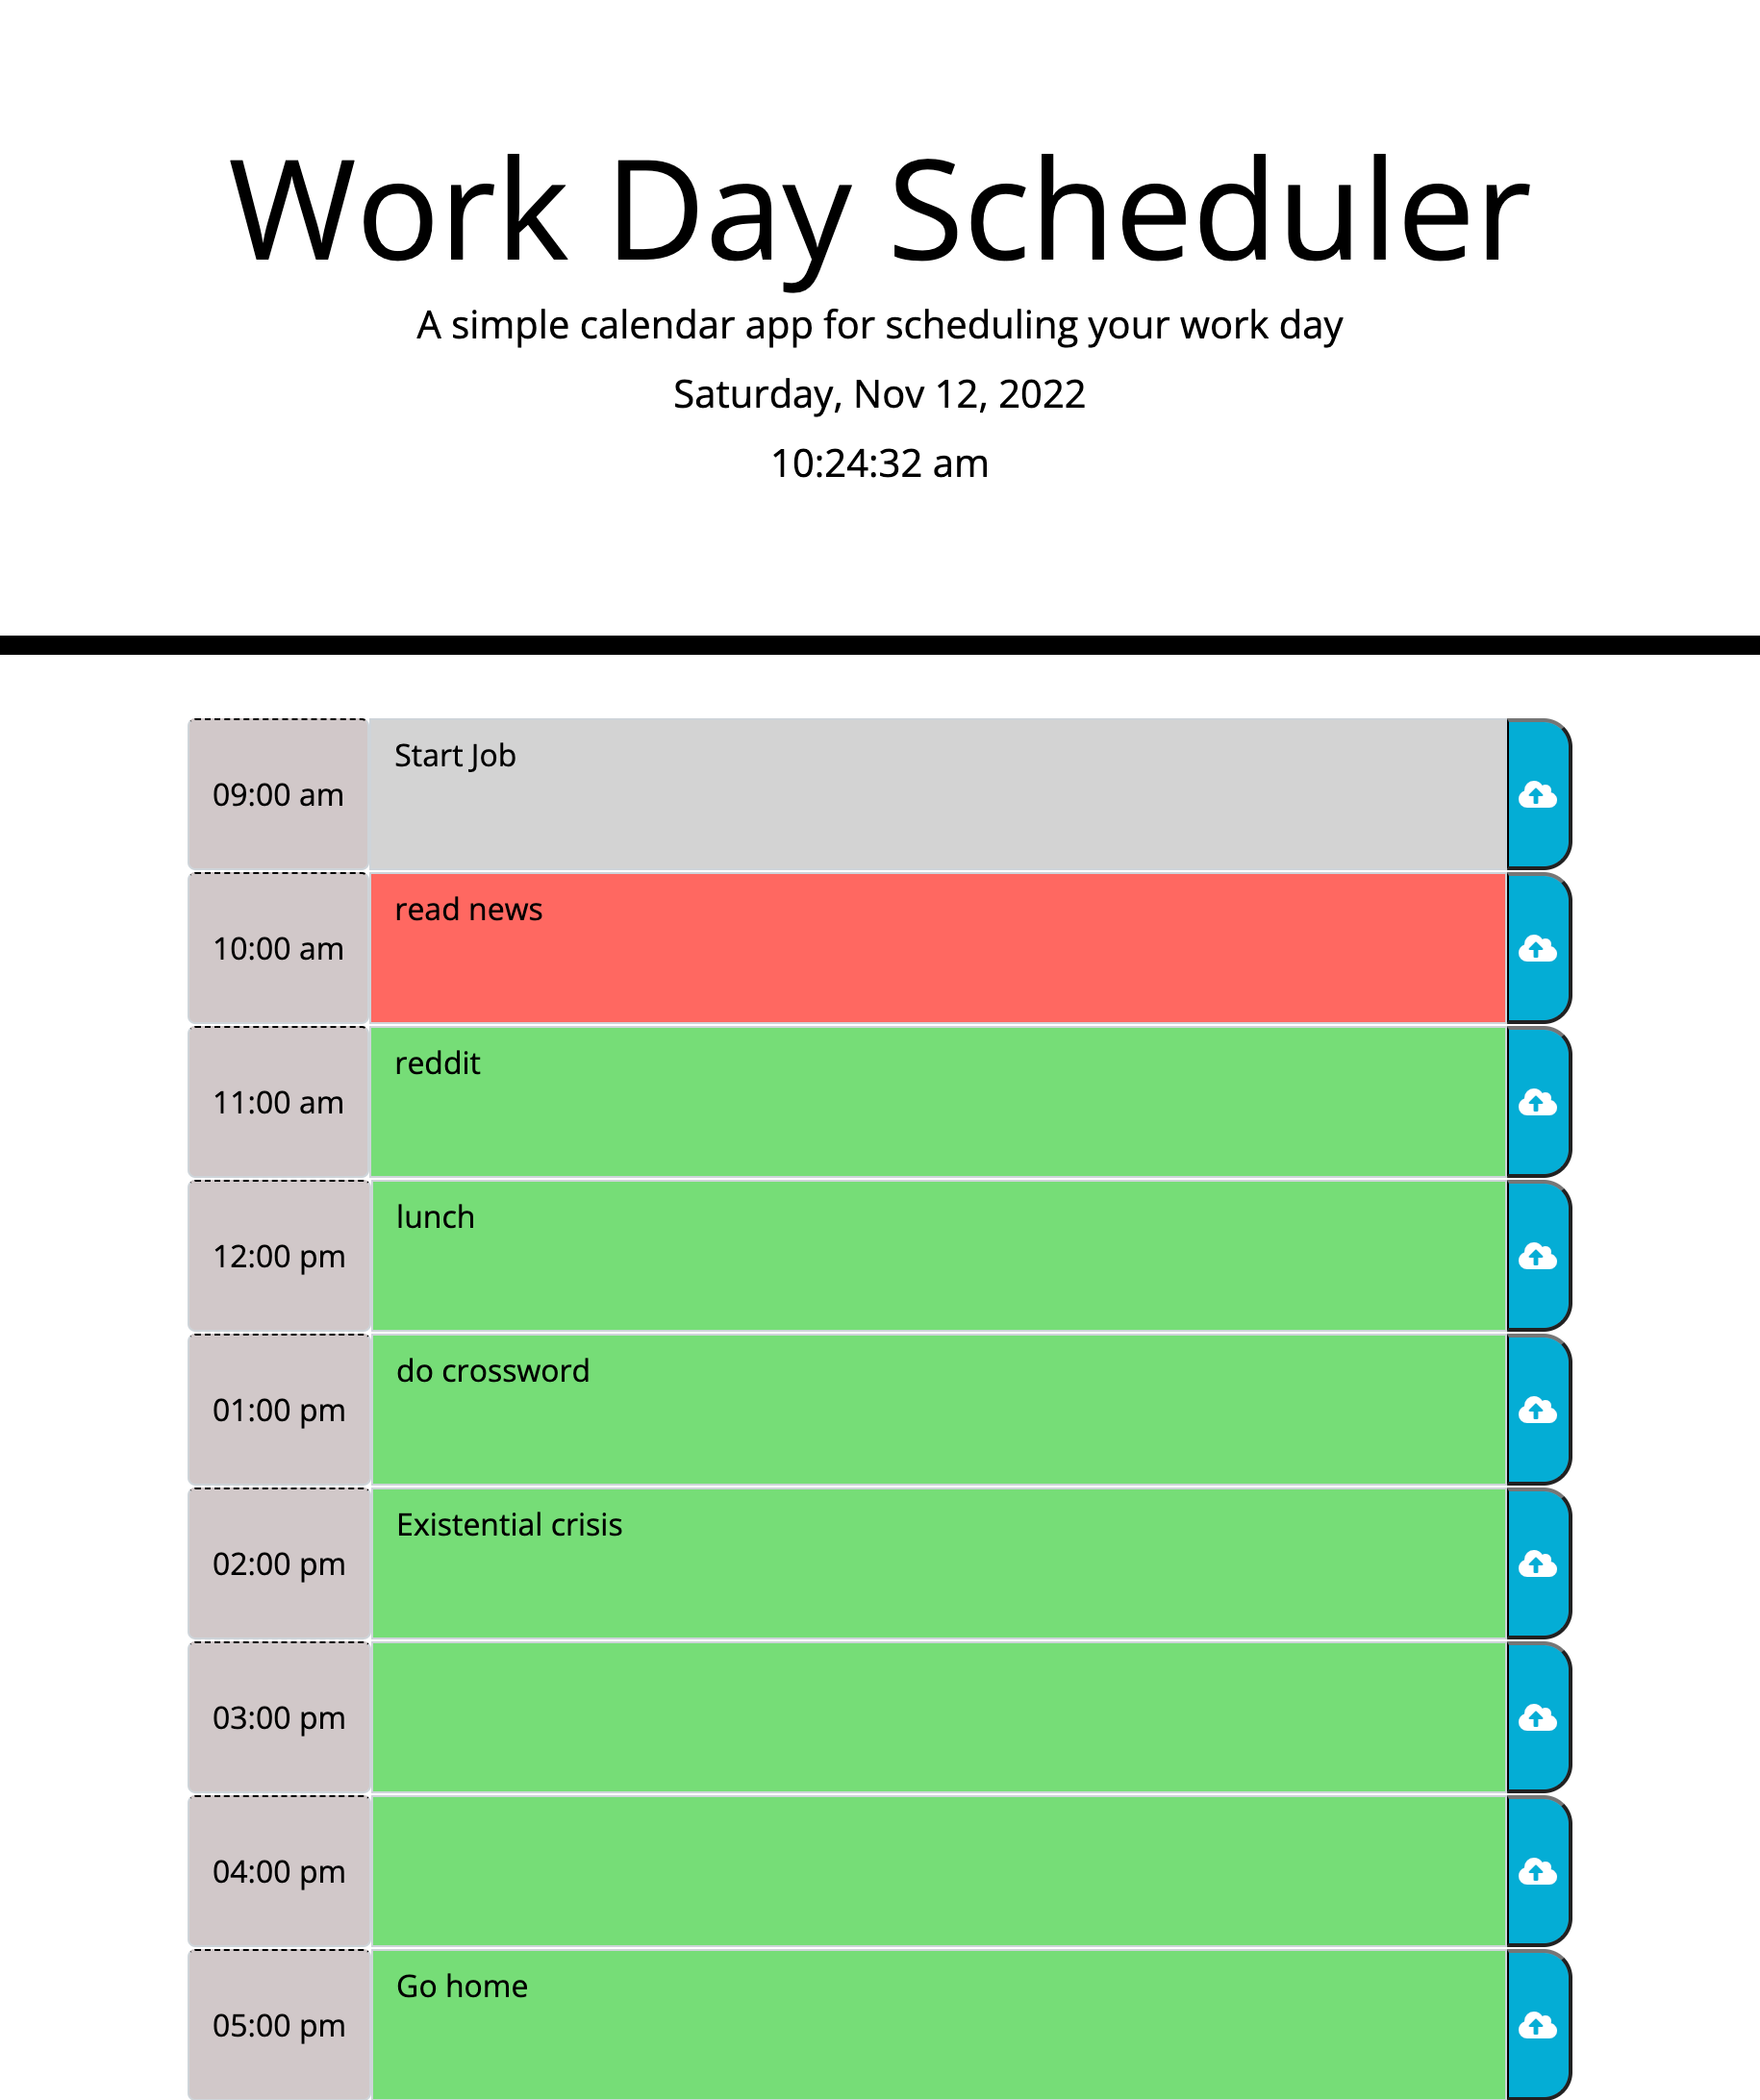 Work Day Scheduler
A simple calendar app for scheduling your work day
Saturday, Nov 12, 2022
10:24:32 am
09:00 am Start Job
10:00 am read news
11:00 am reddit
12:00 pm lunch
01:00 pm do crossword
02:00 pm Existential crisis
03:00 pm
04:00 pm
05:00 pm Go home